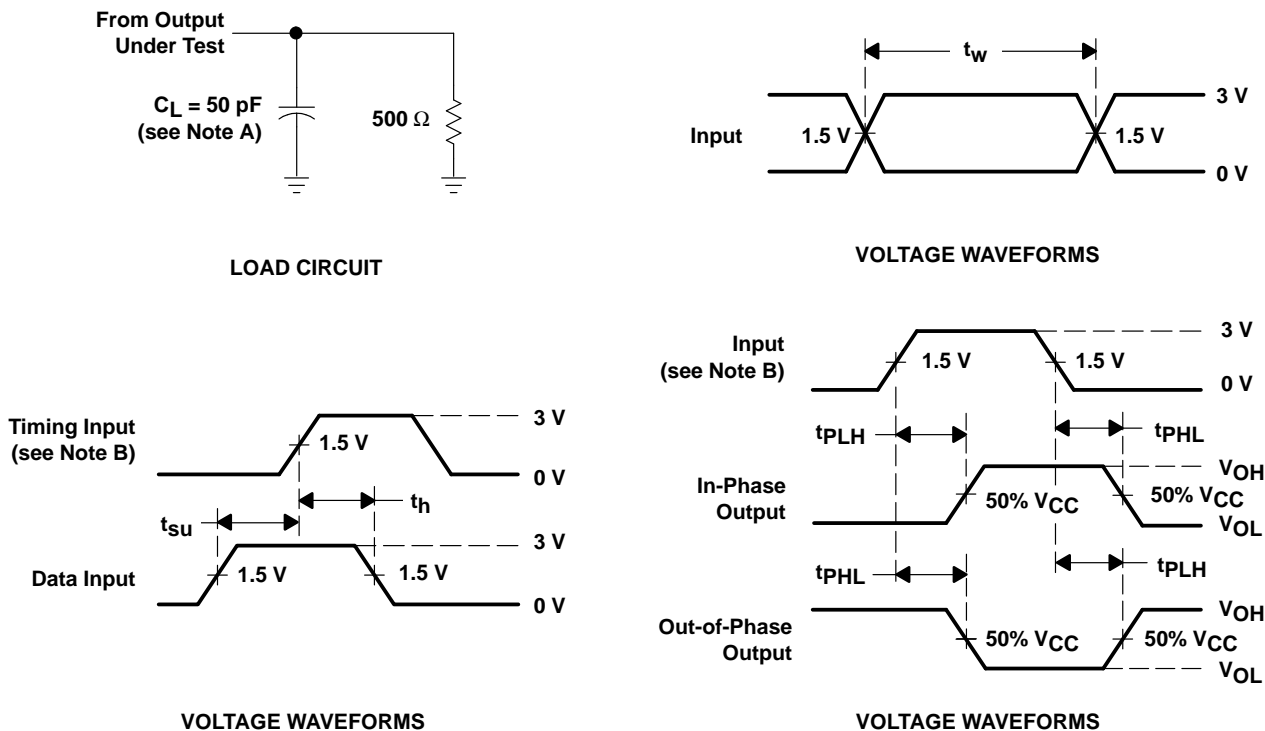 From Output
Under Test
CL = 50 pF
(see Note A)
500 Ω
LOAD CIRCUIT
tw
Input
1.5 V
1.5 V
3 V
0 V
VOLTAGE WAVEFORMS
Timing Input
(see Note B)
1.5 V
3 V
0 V
th
tsu
Data Input
1.5 V
1.5 V
3 V
0 V
VOLTAGE WAVEFORMS
Input
(see Note B)
1.5 V
1.5 V
3 V
0 V
tPLH
tPHL
In-Phase
Output
50% VCC
50% VCC
VOH
VOL
tPHL
tPLH
Out-of-Phase
Output
50% VCC
50% VCC
VOH
VOL
VOLTAGE WAVEFORMS